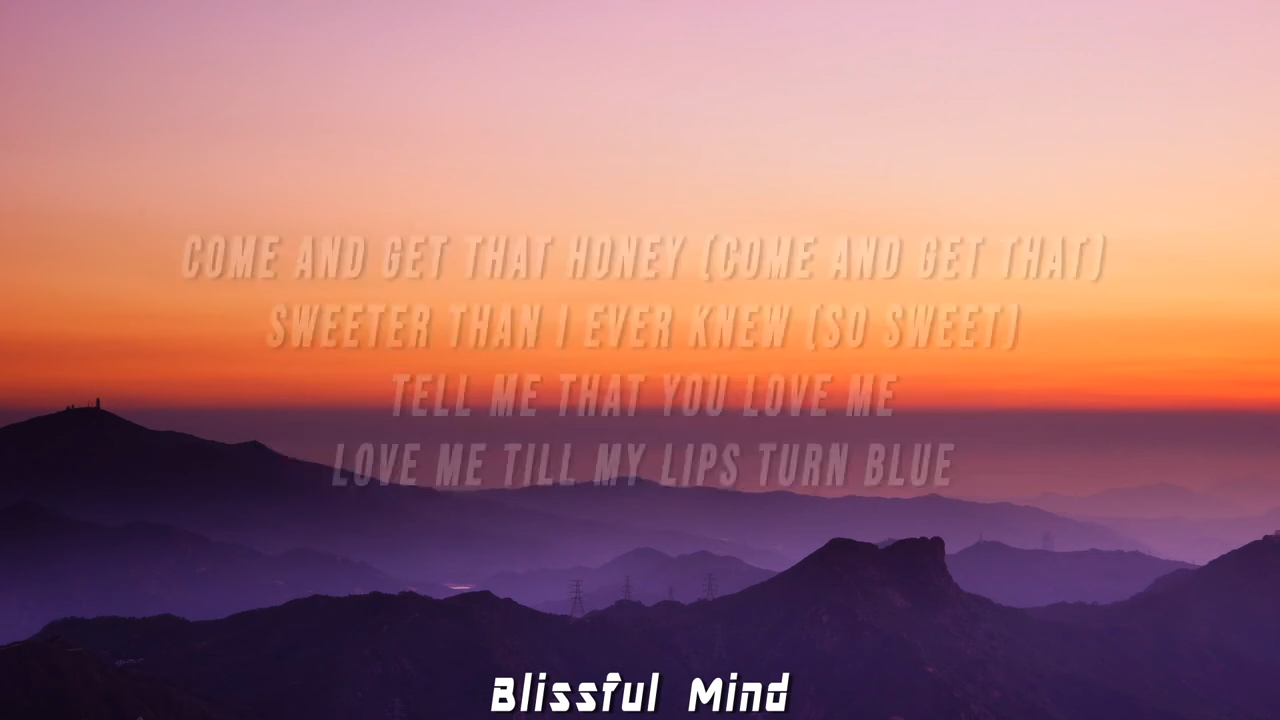 COME AND GET THAT HONEY (COME AND GET THAT)
SWEETER THAN I EVER KNEW (SO SWEET)
TELL ME THAT YOU LOVE ME
LOVE ME TILL MY LIPS TURN BLUE
Blissful Mind